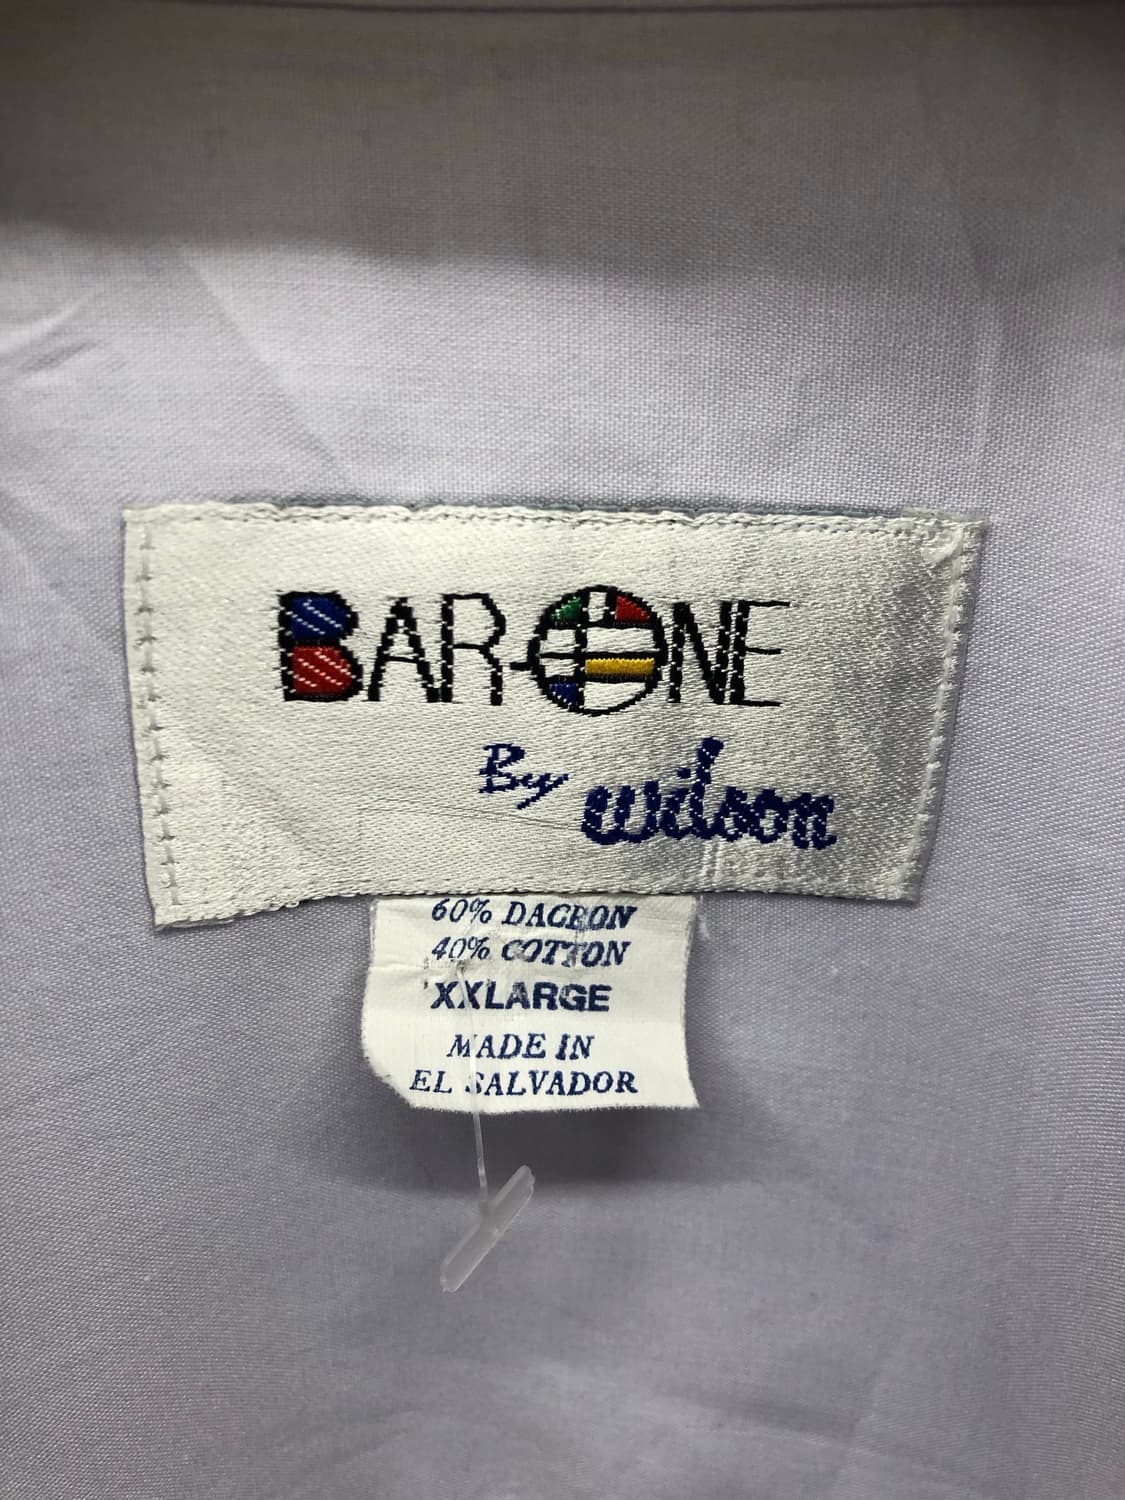 BAR-ONE
By wilson
60% DACRON
40% COTTON
XXLARGE
MADE IN
EL SALVADOR